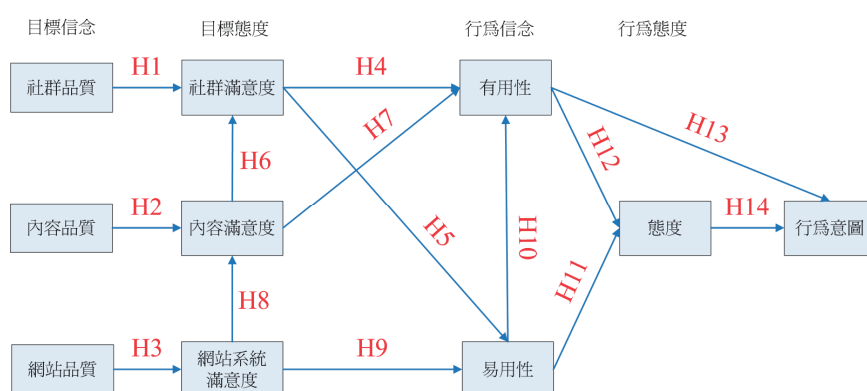 目標信念
目標態度
行爲信念
行爲態度
社群品質
H1
社群滿意度
H4
有用性
H7
H13
H12
H6
內容品質
H2
內容滿意度
H5
H10
態度
H14
行爲意圖
H11
H8
網站品質
H3
網站系統
滿意度
H9
易用性